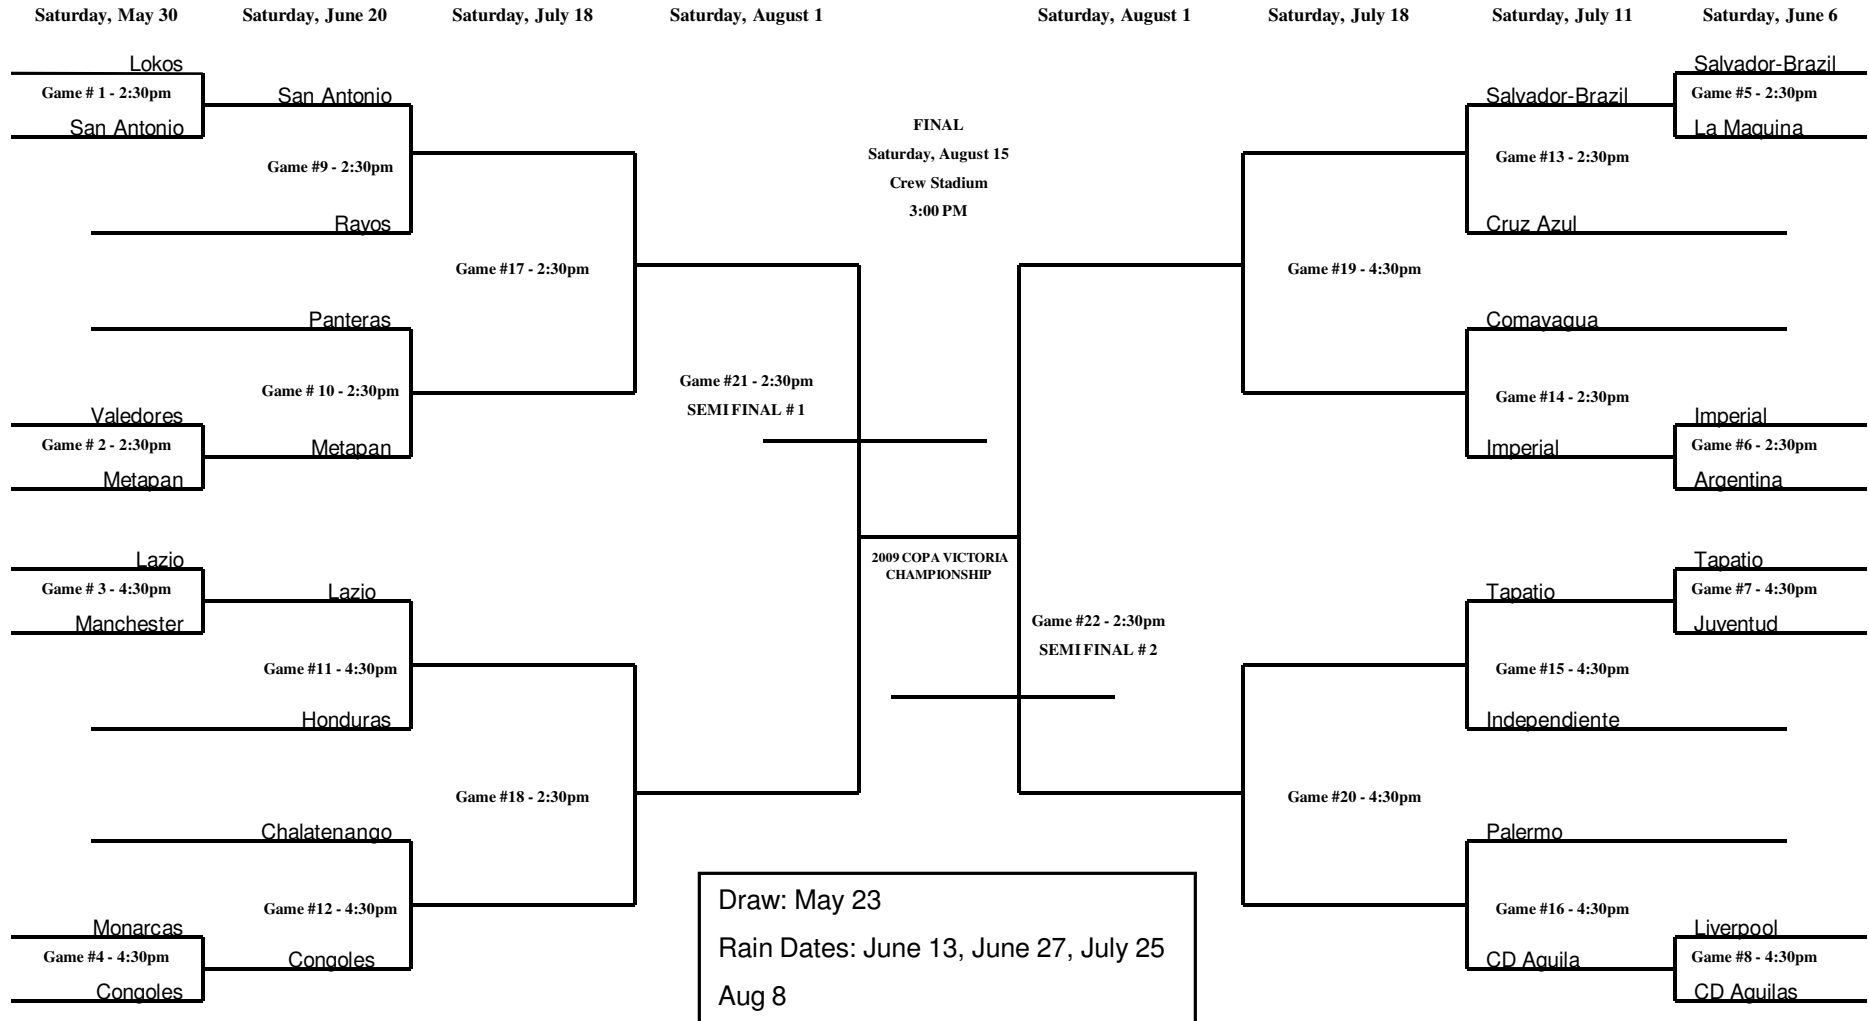 Saturday, May 30 Saturday, June 20 Saturday, July 18 Saturday, August 1 Saturday, August 1 Saturday, July 18 Saturday, July 11 Saturday, June 6
Lokos
Game # 1 - 2:30pm
San Antonio
San Antonio
Game #9 - 2:30pm
Rayos
Game #17 - 2:30pm
Panteras
Game # 10 - 2:30pm
Valedores
Game # 2 - 2:30pm
Metapan
Metapan
Game #21 - 2:30pm
SEMI FINAL # 1
Lazio
Game # 3 - 4:30pm
Manchester
Lazio
Game #11 - 4:30pm
Honduras
Game #18 - 2:30pm
Chalatenango
Game #12 - 4:30pm
Monarcas
Game #4 - 4:30pm
Congoles
Congoles
FINAL
Saturday, August 15
Crew Stadium
3:00 PM
2009 COPA VICTORIA
CHAMPIONSHIP
Game #22 - 2:30pm
SEMI FINAL # 2
Salvador-Brazil
Game #5 - 2:30pm
La Maquina
Salvador-Brazil
Game #13 - 2:30pm
Cruz Azul
Game #19 - 4:30pm
Comayagua
Game #14 - 2:30pm
Imperial
Imperial
Game #6 - 2:30pm
Argentina
Tapatio
Game #7 - 4:30pm
Juventud
Tapatio
Game #15 - 4:30pm
Independiente
Game #20 - 4:30pm
Palermo
Game #16 - 4:30pm
CD Aguila
Liverpool
Game #8 - 4:30pm
CD Aguilas
Draw: May 23
Rain Dates: June 13, June 27, July 25
Aug 8